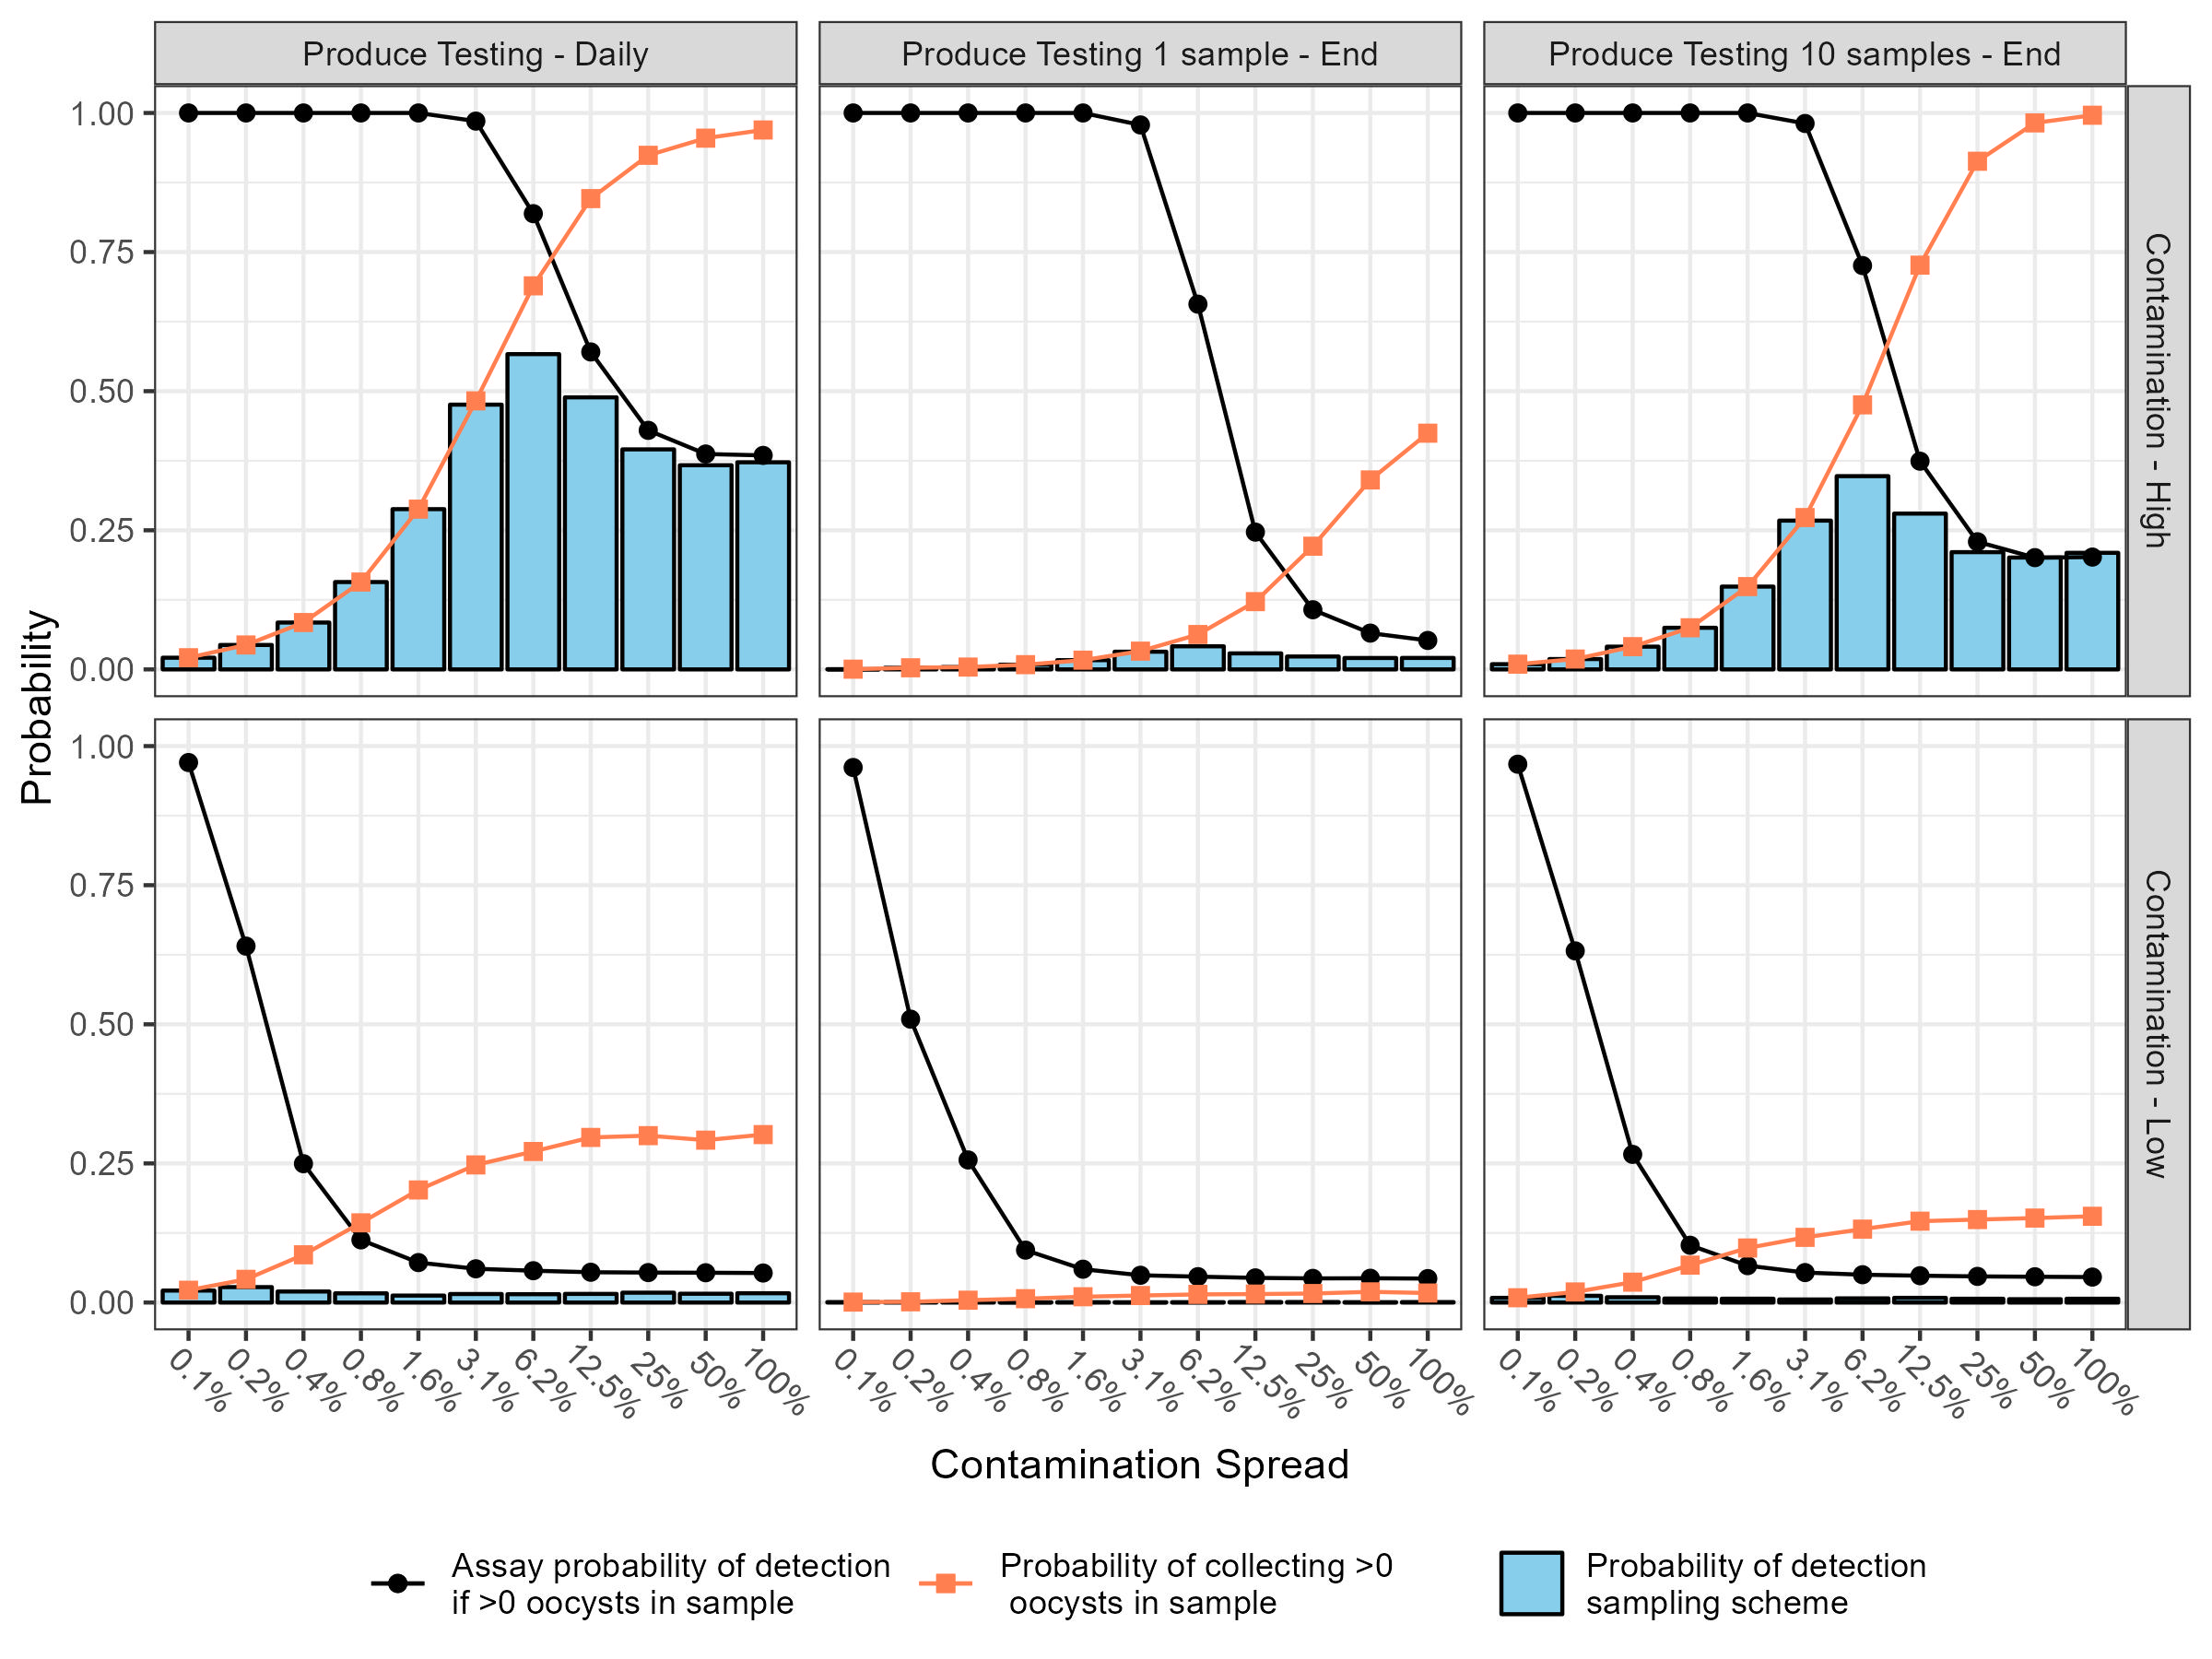 Produce Testing - Daily
Produce Testing 1 sample - End
Produce Testing 10 samples - End
Probability
1.00
0.75
0.50
0.25
0.00
Contamination - High
1.00
0.75
0.50
0.25
0.00
Contamination - Low
0.1% 0.2% 0.4% 0.8% 1.6% 3.1% 6.2% 12.5% 25% 50% 100%
0.1% 0.2% 0.4% 0.8% 1.6% 3.1% 6.2% 12.5% 25% 50% 100%
0.1% 0.2% 0.4% 0.8% 1.6% 3.1% 6.2% 12.5% 25% 50% 100%
Contamination Spread
Assay probability of detection
if >0 oocysts in sample
Probability of collecting >0
oocysts in sample
Probability of detection
sampling scheme